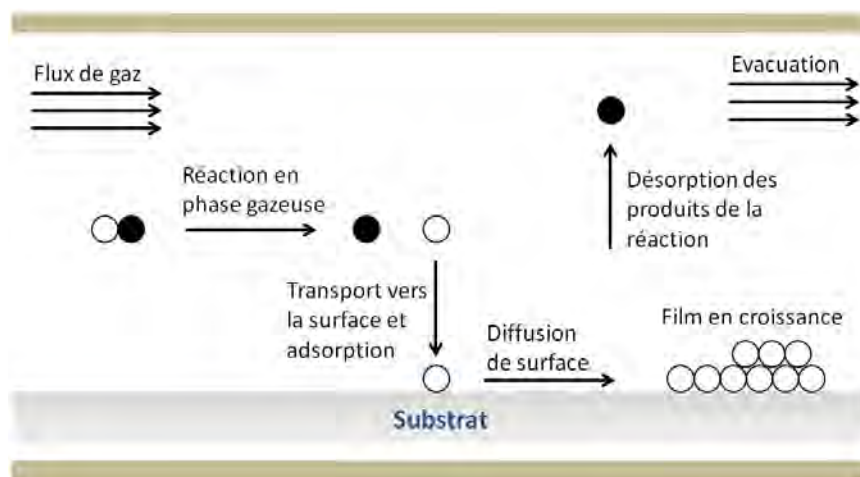 Flux de gaz
Evacuation
Réaction en
phase gazeuse
Désorption des
produits de la
réaction
Transport vers
la surface et
adsorption
Diffusion
de surface
Film en croissance
Substrat